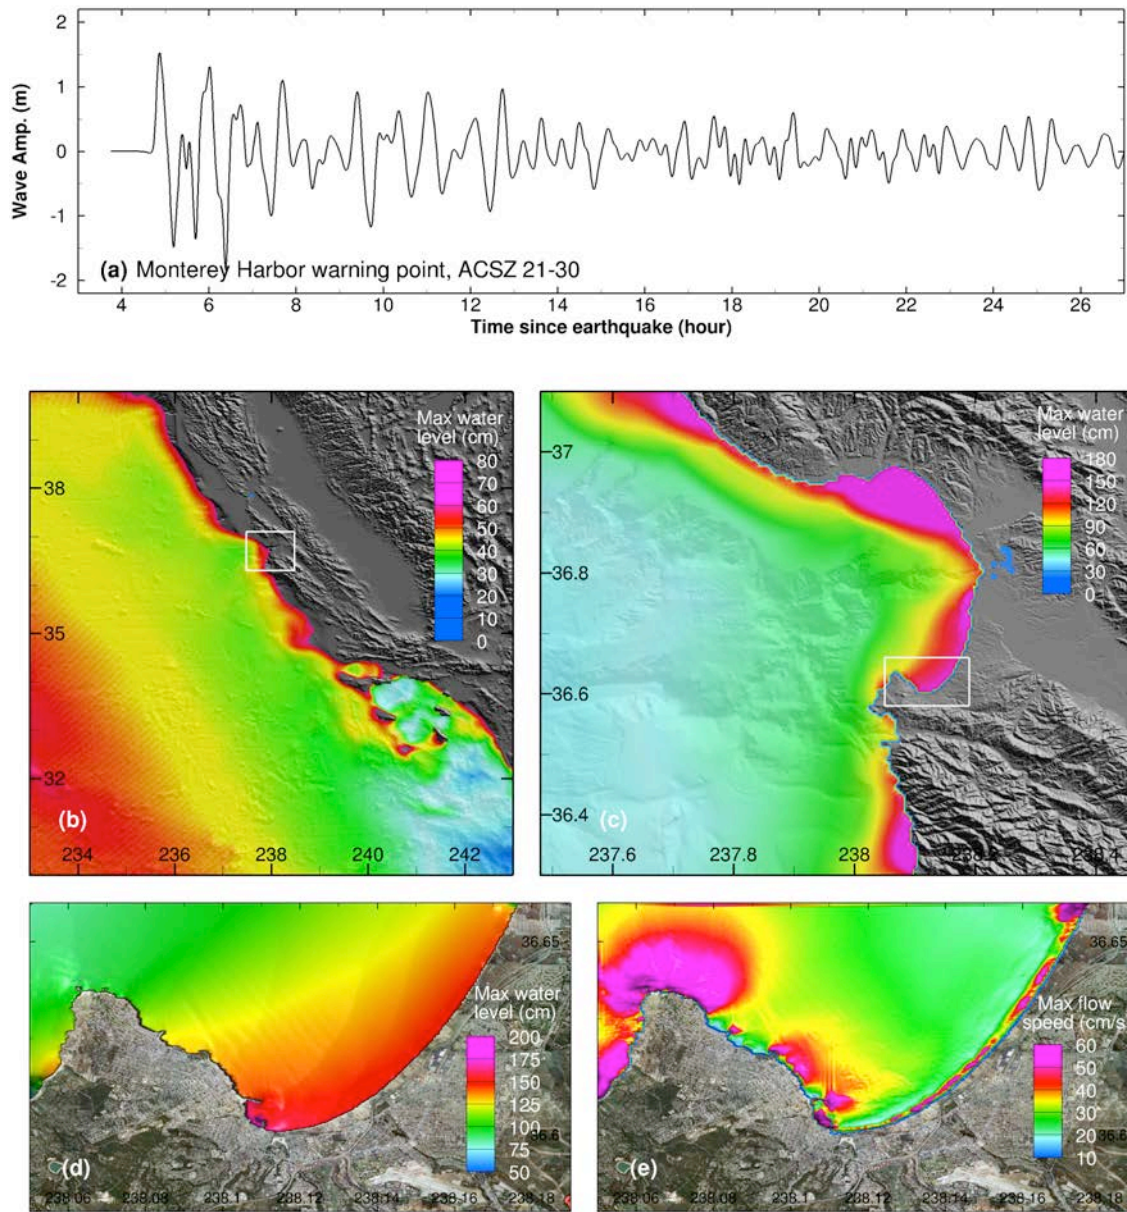 2
1
0
-1
-2
Wave Amp. (m)
(a) Monterey Harbor warning point, ACSZ 21-30
4 6 8 10 12 14 16 18 20 22 24 26
Time since earthquake (hour)
Max water
level (cm)
80
70
60
50
40
30
20
10
0
38
35
32
(b)
234 236 238 240 242
Max water
level (cm)
180
150
120
90
60
30
0
37
36.8
36.6
36.4
(c)
237.6 237.8 238
Max water
level (cm)
200
175
150
125
100
75
50
36.65
36.6
(d)
238.06 238.08 238.1 238.12 238.14 238.16 238.18
Max flow
speed (cm/s
60
50
40
30
20
10
36.65
36.6
(e)
238.06 238.08 238.1 238.12 238.14 238.16 238.18